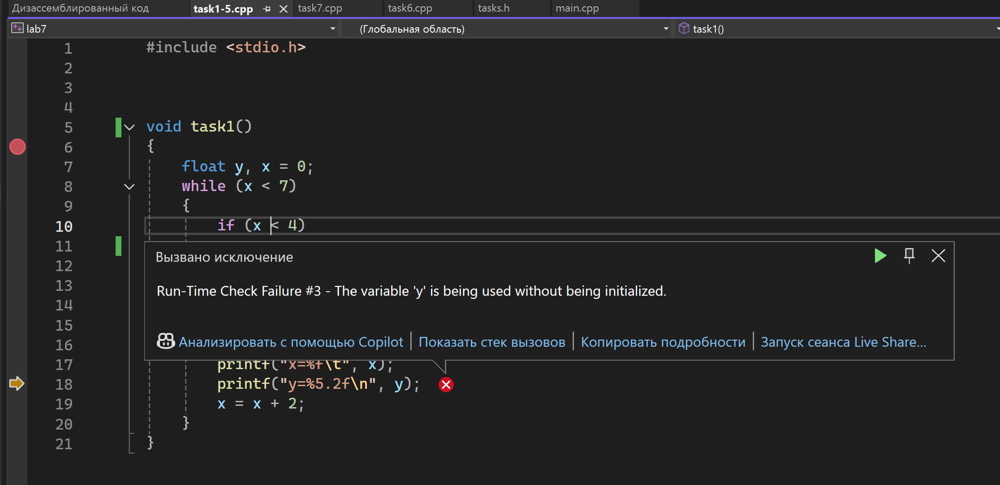 Дизассемблированный код task1-5.cpp task7.cpp task6.cpp tasks.h main.cpp
lab7 (Глобальная область) task1()
1 #include <stdio.h>
2
3
4
5 void task1()
6 {
7 float y, x = 0;
8 while (x < 7)
9 {
10 if (x < 4)
11
12
13
14
15
16
Вызвано исключение
Run-Time Check Failure #3 - The variable 'y' is being used without being initialized.
Анализировать с помощью Copilot | Показать стек вызовов | Копировать подробности | Запуск сеанса Live Share...
17 printf("x=%f\t", x);
18 printf("y=%5.2f\n", y);
19 x = x + 2;
20 }
21 }